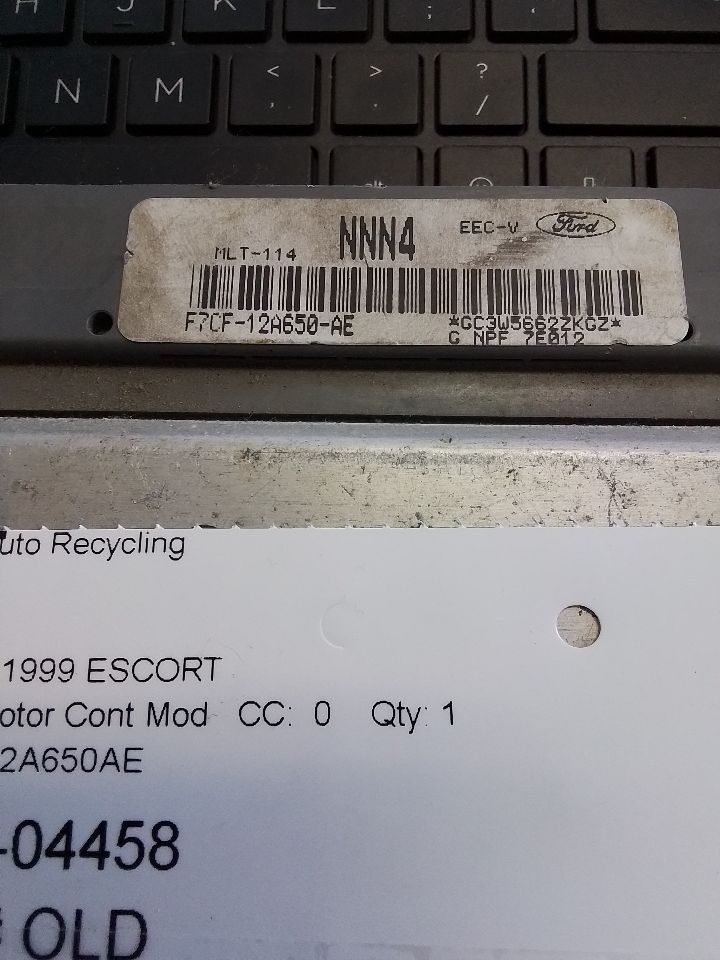 H J K L : ;
N M < , > . ? /
alt
MLT-114 NNN4 EEC-V Ford
F7CF-12A650-AE *GC3W5662ZKGZ*
G NPF 7E012
uto Recycling
1999 ESCORT
otor Cont Mod CC: 0 Qty: 1
2A650AE
-04458
OLD